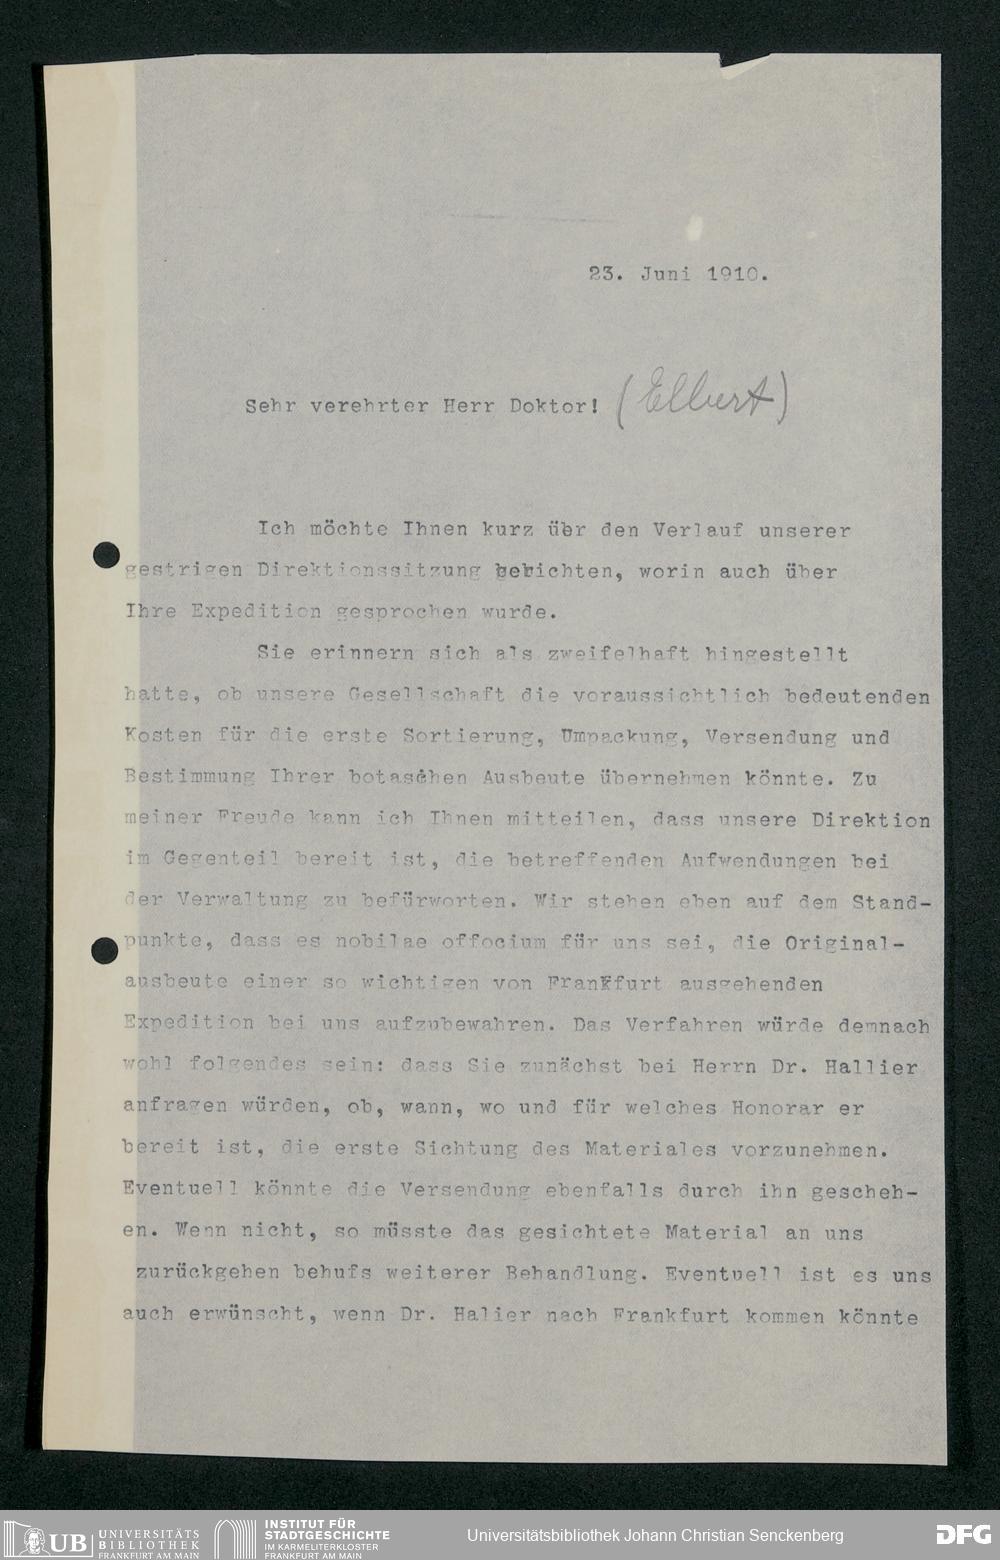 23. Juni 1910.
Sehr verehrter Herr Doktor! (Elbert)
Ich möchte Ihnen kurz übr den Verlauf unserer
gestrigen Direktionssitzung berichten, worin auch über
Ihre Expedition gesprochen wurde.
Sie erinnern sich als zweifelhaft hingestellt
hatte, ob unsere Gesellschaft die voraussichtlich bedeutenden
Kosten für die erste Sortierung, Umpackung, Versendung und
Bestimmung Ihrer botaschen Ausbeute übernehmen könnte. Zu
meiner Freude kann ich Ihnen mitteilen, dass unsere Direktion
im Gegenteil bereit ist, die betreffenden Aufwendungen bei
der Verwaltung zu befürworten. Wir stehen eben auf dem Stand-
punkte, dass es nobilae offocium für uns sei, die Original-
ausbeute einer so wichtigen von Frankfurt ausgehenden
Expedition bei uns aufzubewahren. Das Verfahren würde demnach
wohl folgendes sein: dass Sie zunächst bei Herrn Dr. Hallier
anfragen würden, ob, wann, wo und für welches Honorar er
bereit ist, die erste Sichtung des Materiales vorzunehmen.
Eventuell könnte die Versendung ebenfalls durch ihn gescheh-
en. Wenn nicht, so müsste das gesichtete Material an uns
zurückgehen behufs weiterer Behandlung. Eventuell ist es uns
auch erwünscht, wenn Dr. Halier nach Frankfurt kommen könnte
UB UNIVERSITÄTS
BIBLIOTHEK
FRANKFURT AM MAIN
INSTITUT FÜR
STADTGESCHICHTE
IM KARMELITERKLOSTER
FRANKFURT AM MAIN
Universitätsbibliothek Johann Christian Senckenberg
DFG